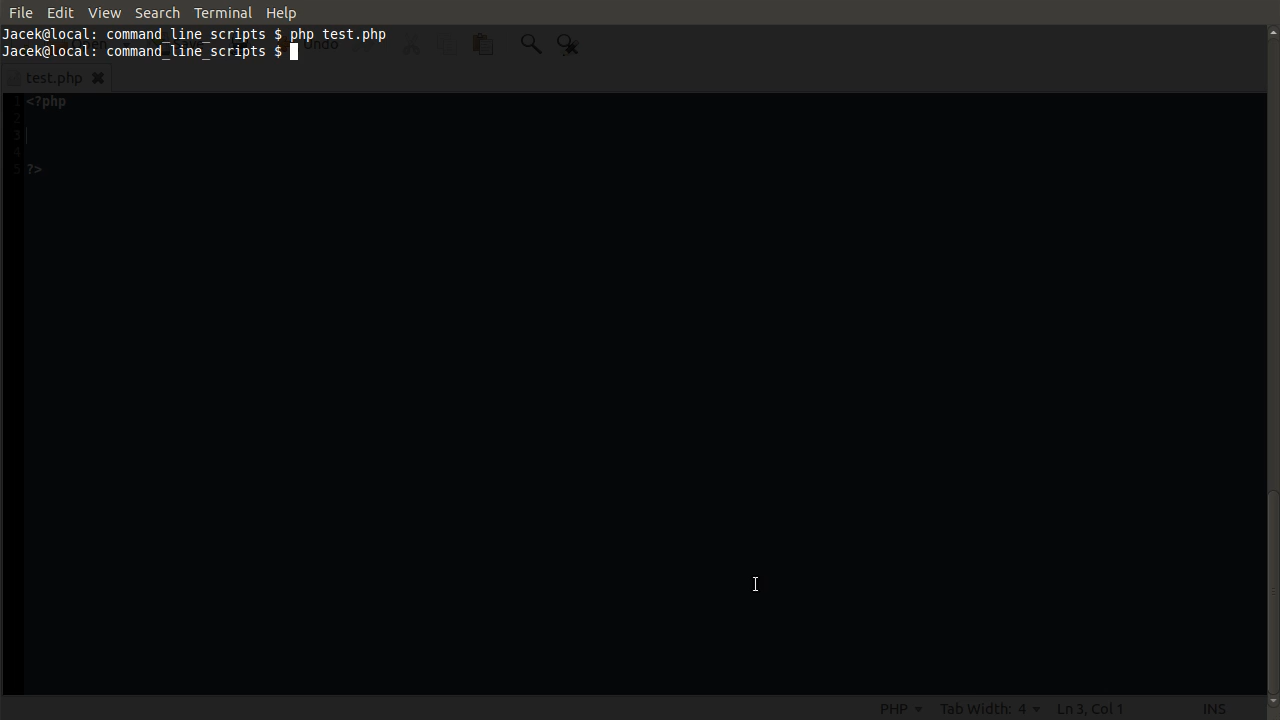 File Edit View Search Terminal Help
Jacek@local: command_line_scripts $ php test.php
Jacek@local: command_line_scripts $
Undo
test.php
1 <?php
2
3
4
5 ?>
PHP Tab Width: 4 Ln 3, Col 1 INS